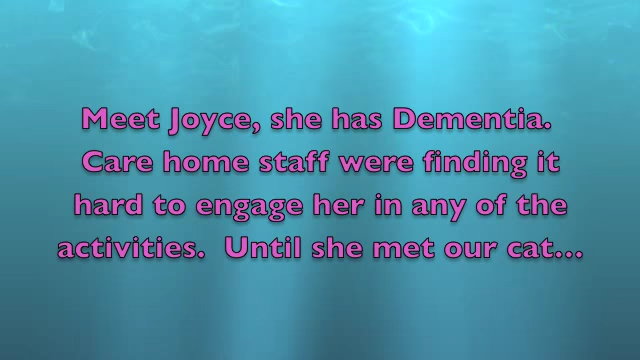 Meet Joyce, she has Dementia.
Care home staff were finding it
hard to engage her in any of the
activities.  Until she met our cat...